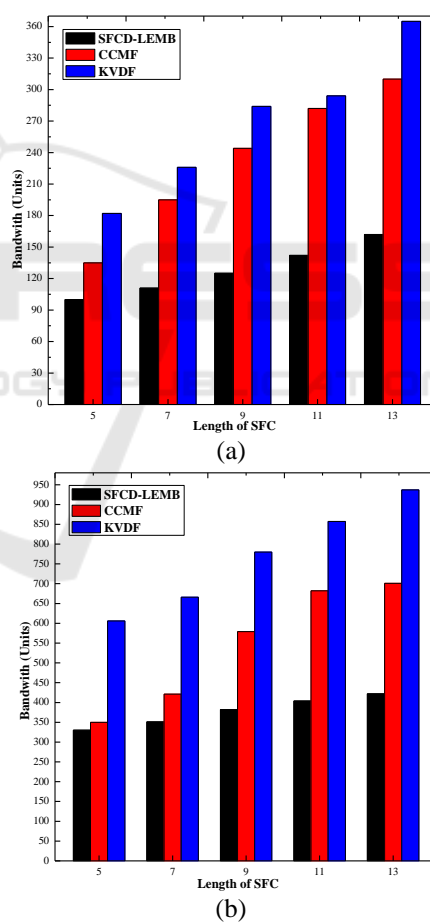 360
330
300
270
240
210
180
150
120
90
60
30
0
Bandwith (Units)
SFCD-LEMB
CCMF
KVDF
5 7 9 11 13
Length of SFC
(a)
950
900
850
800
750
700
650
600
550
500
450
400
350
300
250
200
150
100
50
0
Bandwith (Units)
SFCD-LEMB
CCMF
KVDF
5 7 9 11 13
Length of SFC
(b)